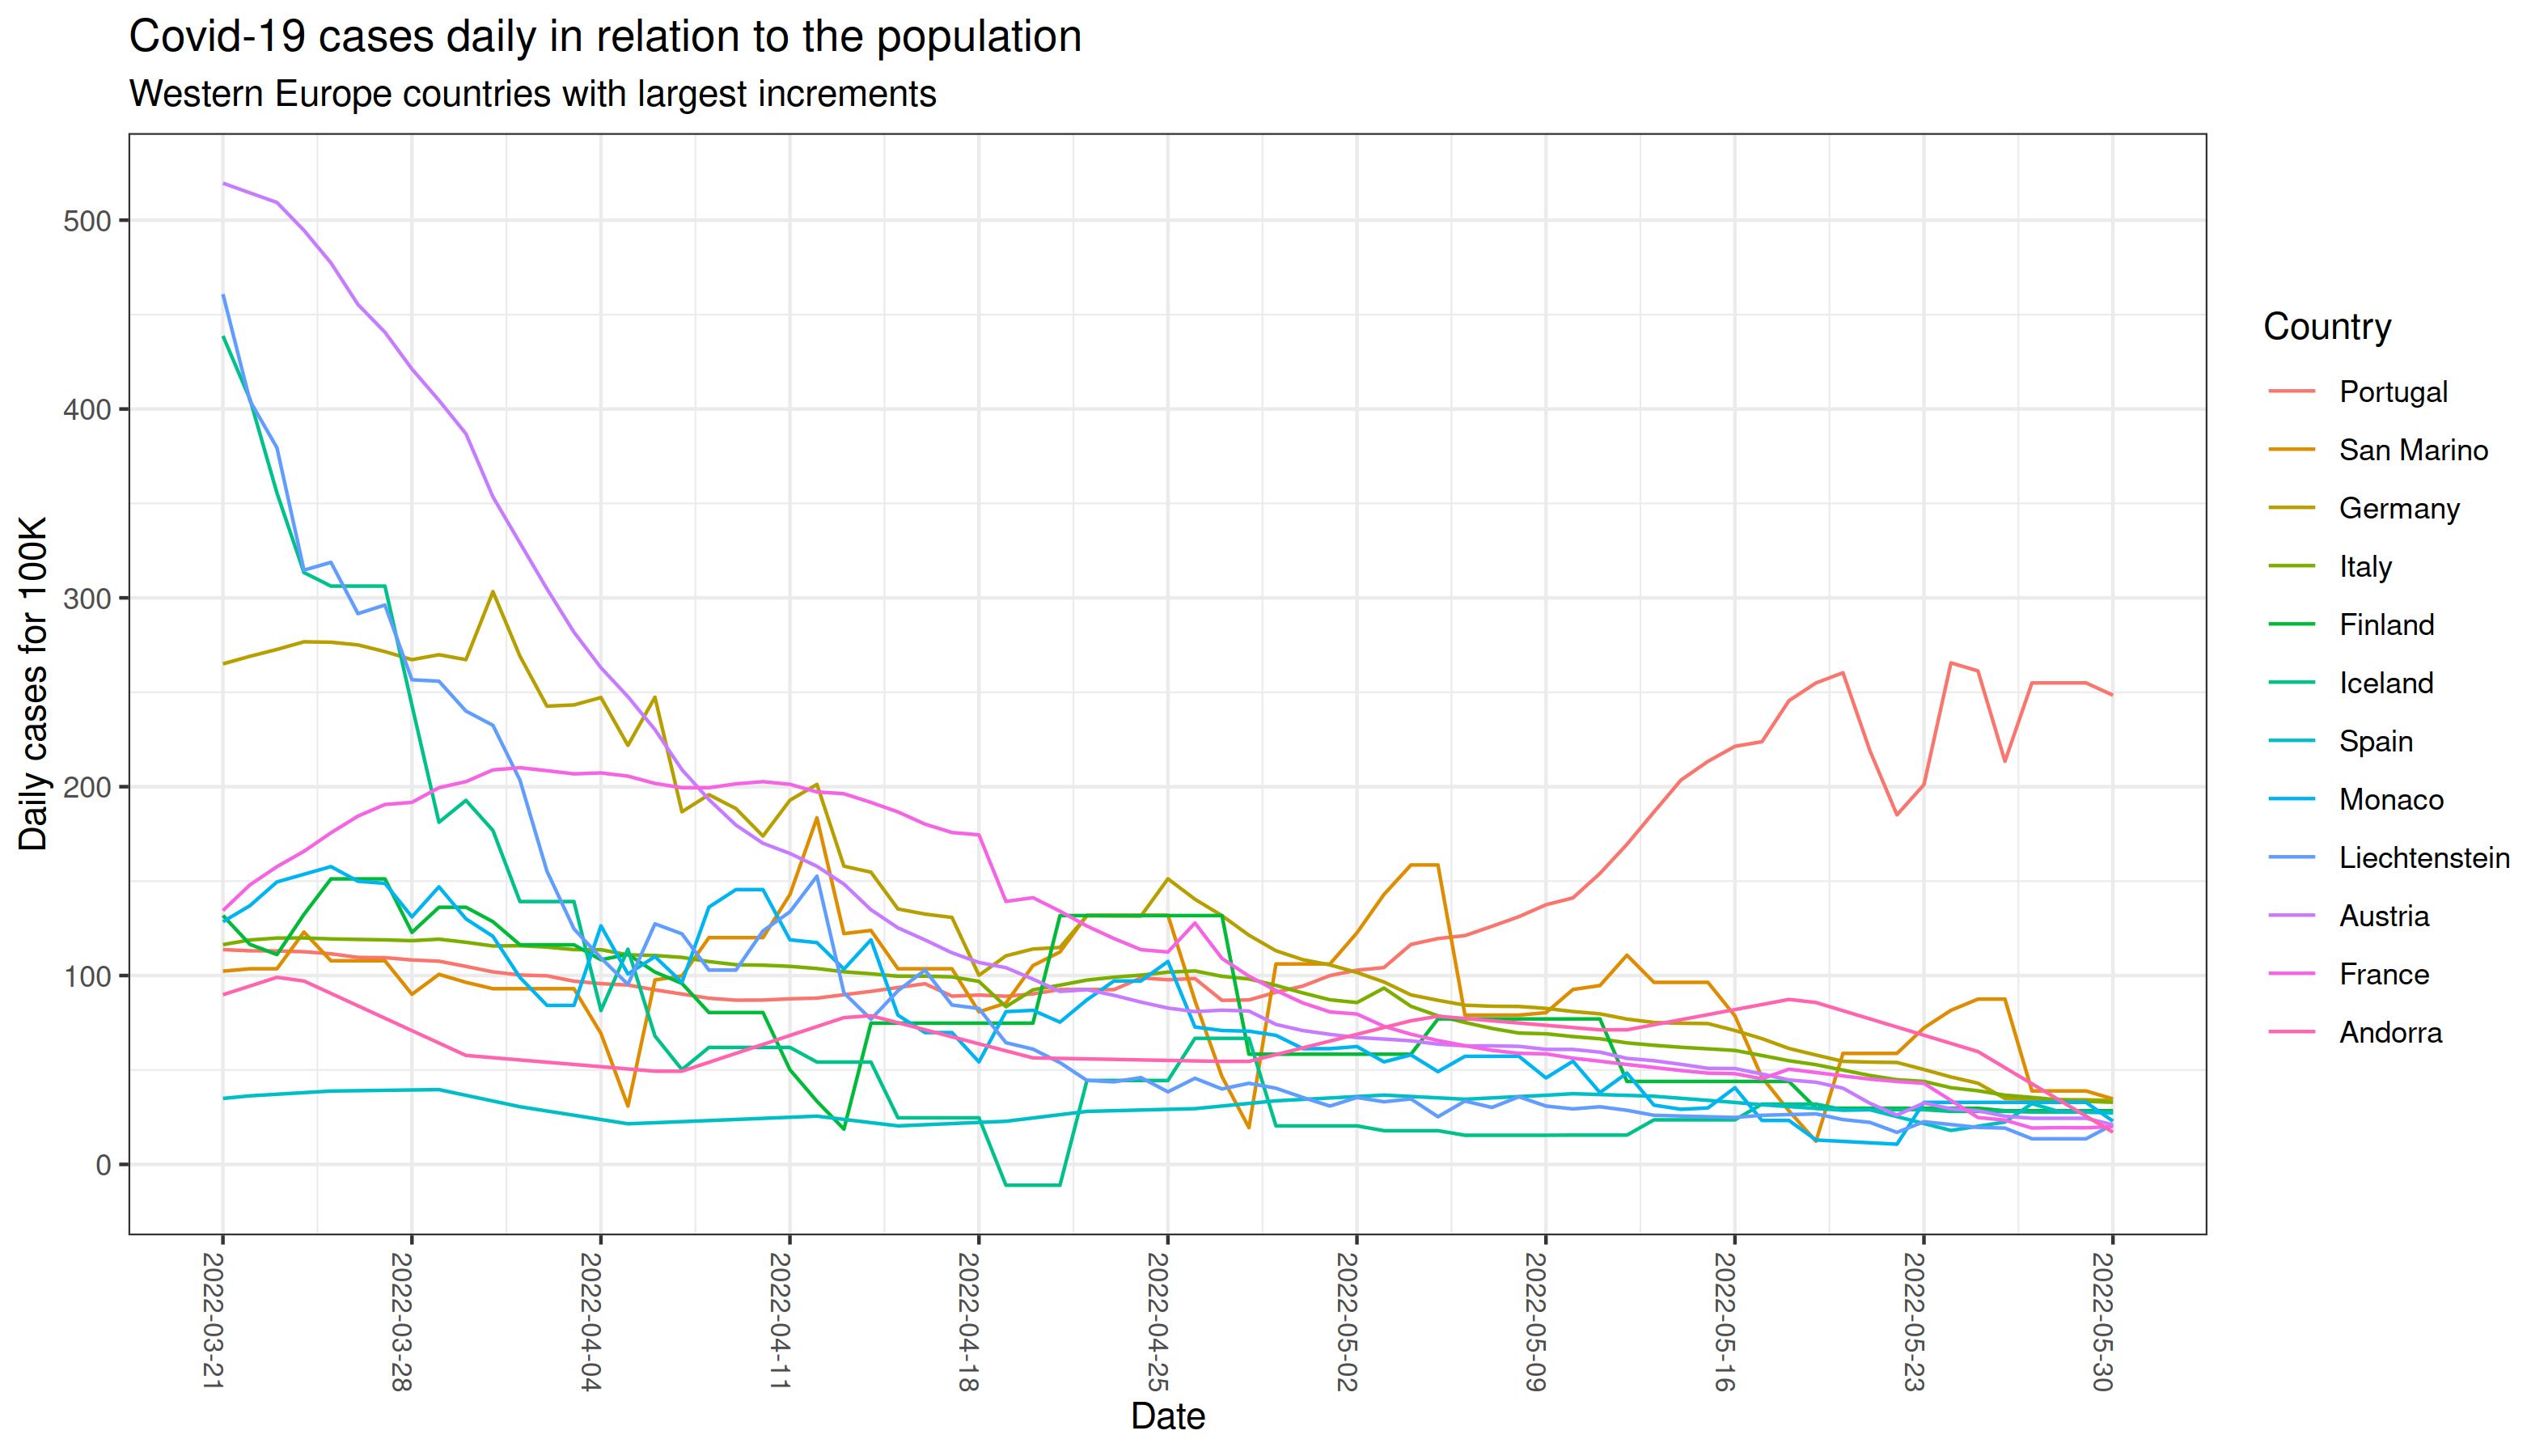 Covid-19 cases daily in relation to the population
Western Europe countries with largest increments
Daily cases for 100K
500
400
300
200
100
0
2022-03-21
2022-03-28
2022-04-04
2022-04-11
2022-04-18
2022-04-25
2022-05-02
2022-05-09
2022-05-16
2022-05-23
2022-05-30
Date
Country
Portugal
San Marino
Germany
Italy
Finland
Iceland
Spain
Monaco
Liechtenstein
Austria
France
Andorra